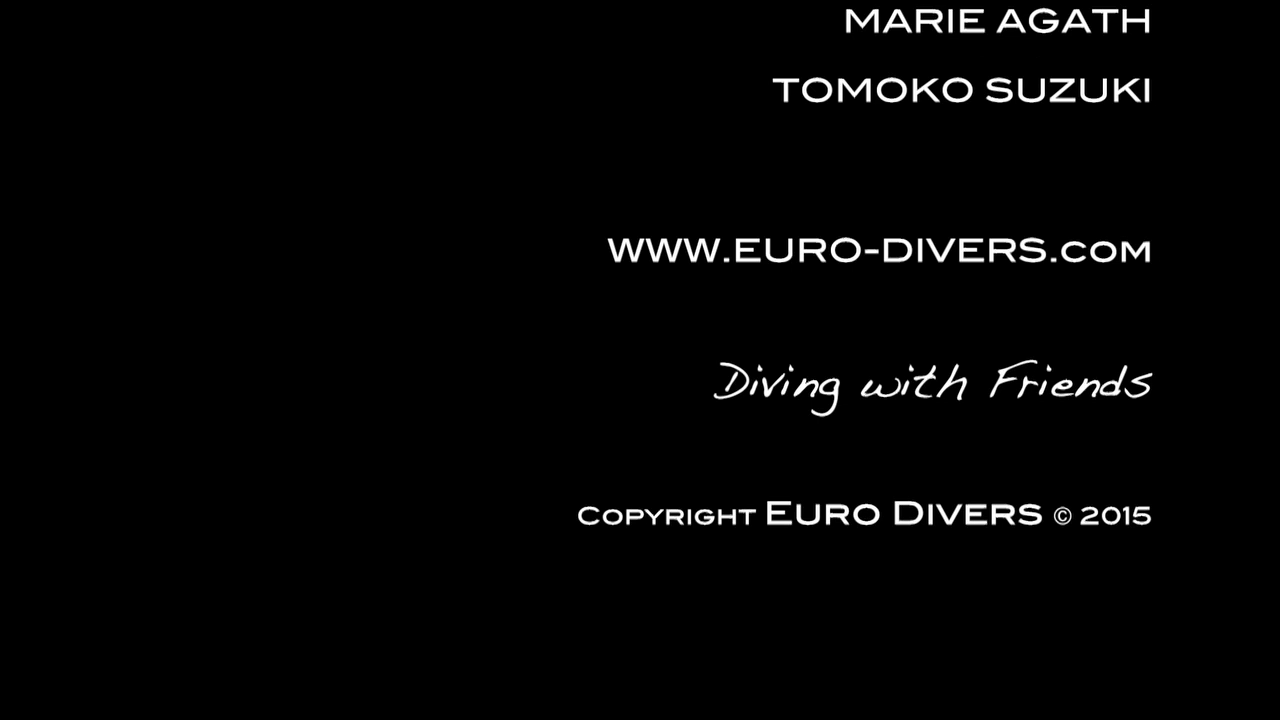 MARIE AGATH
TOMOKO SUZUKI
WWW.EURO-DIVERS.COM
Diving with Friends
COPYRIGHT EURO DIVERS © 2015